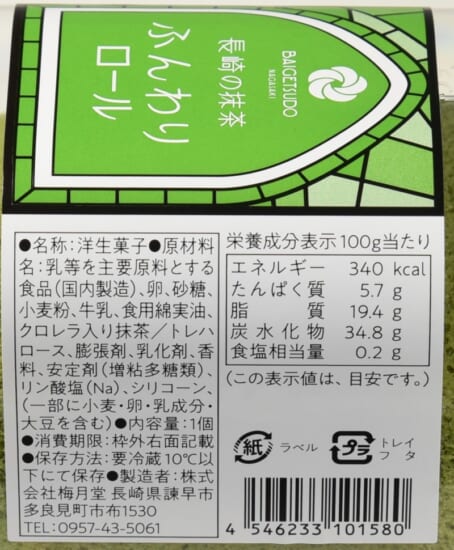 BAIGETSUDO
NAGASAKI
長崎の抹茶
ふんわり
ロール
●名称：洋生菓子●原材料
名：乳等を主要原料とする
食品（国内製造）、卵、砂糖、
小麦粉、牛乳、食用綿実油、
クロレラ入り抹茶／トレハ
ロース、膨張剤、乳化剤、香
料、安定剤（増粘多糖類）、
リン酸塩（Na）、シリコーン、
（一部に小麦・卵・乳成分・
大豆を含む）●内容量：1個
●消費期限：枠外右面記載
●保存方法：要冷蔵10℃以
下にて保存●製造者：株式
会社梅月堂 長崎県諫早市
多良見町市布1530
TEL：0957-43-5061
栄養成分表示100g当たり
エネルギー 340 kcal
たんぱく質 5.7 g
脂質 19.4 g
炭水化物 34.8 g
食塩相当量 0.2 g
（この表示値は、目安です。）
紙 ラベル
プラ トレイ
フタ
4 546233 101580